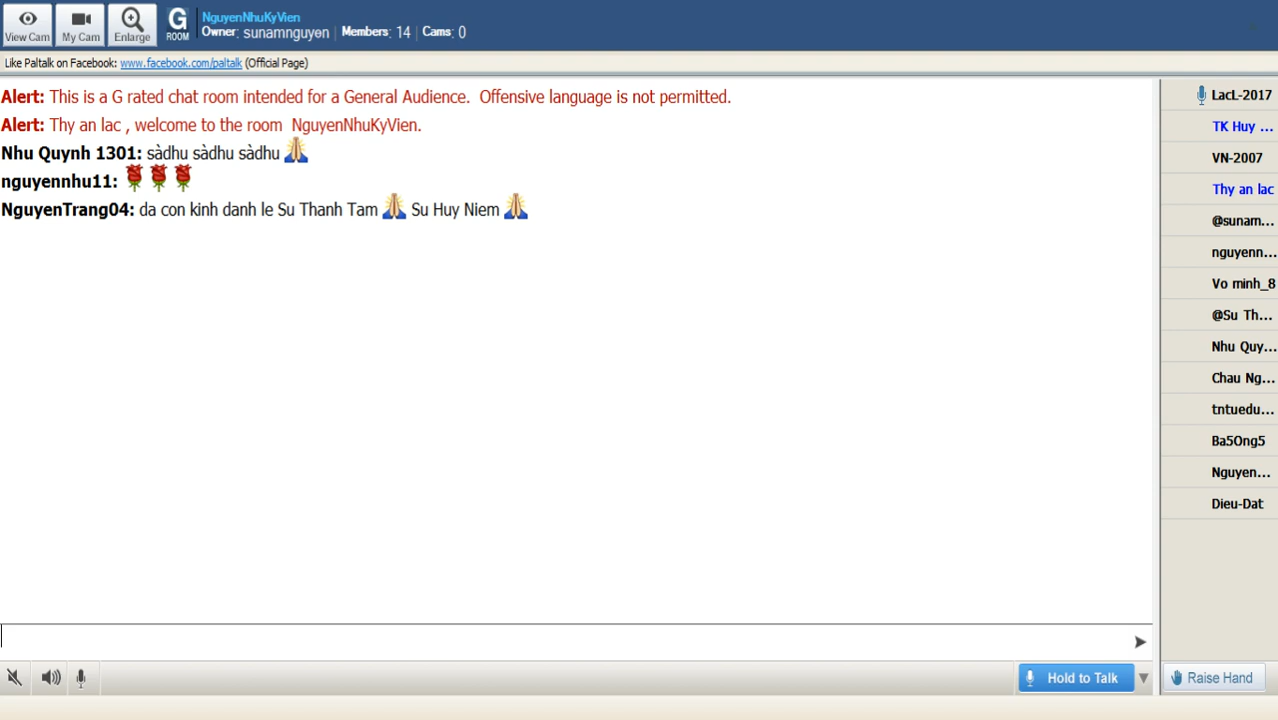 View Cam
My Cam
Enlarge
G
ROOM
NguyenNhuKyVien
Owner: sunamnguyen | Members: 14 | Cams: 0
Like Paltalk on Facebook: www.facebook.com/paltalk (Official Page)
Alert: This is a G rated chat room intended for a General Audience. Offensive language is not permitted.
Alert: Thy an lac , welcome to the room NguyenNhuKyVien.
Nhu Quynh 1301: sàdhu sàdhu sàdhu
nguyennhu11:
NguyenTrang04: da con kinh danh le Su Thanh Tam Su Huy Niem
LacL-2017
TK Huy ...
VN-2007
Thy an lac
@sunam...
nguyenn...
Vo minh_8
@Su Th...
Nhu Quy...
Chau Ng...
tntuedu...
Ba5Ong5
Nguyen...
Dieu-Dat
Hold to Talk
Raise Hand